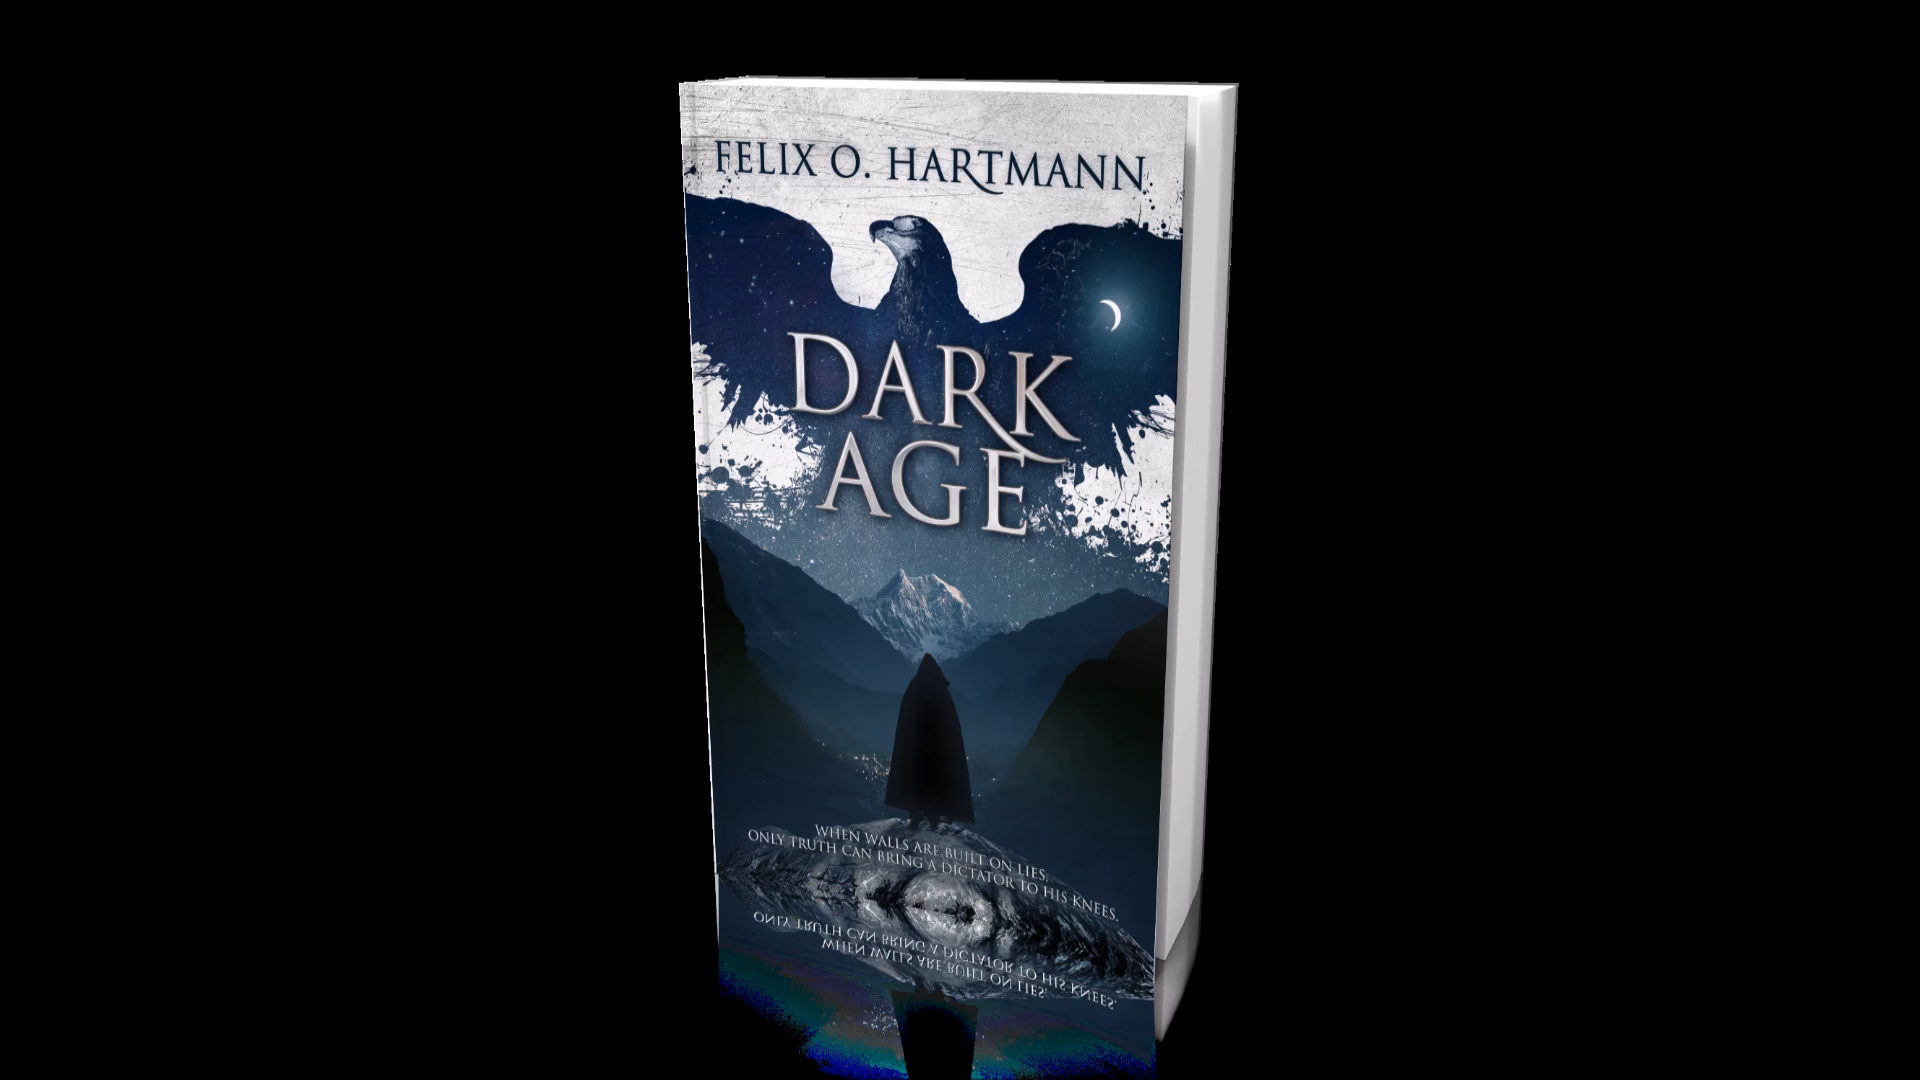 FELIX O. HARTMANN
DARK
AGE
WHEN WALLS ARE BUILT ON LIES,
ONLY TRUTH CAN BRING A DICTATOR TO HIS KNEES.